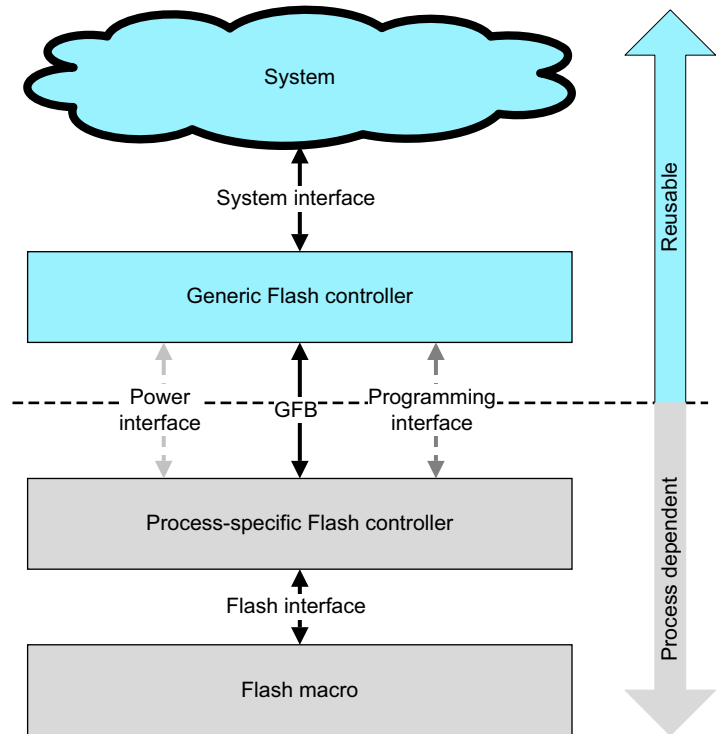 System
System interface
Reusable
Generic Flash controller
Power
interface
GFB
Programming
interface
Process-specific Flash controller
Process dependent
Flash interface
Flash macro